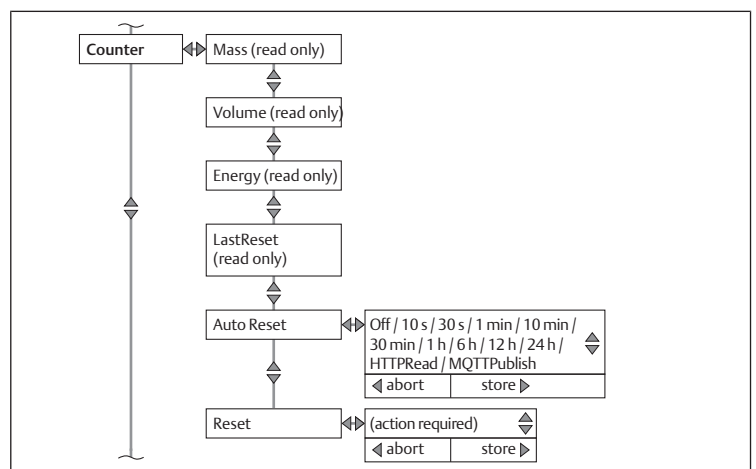 Counter
Mass (read only)
Volume (read only)
Energy (read only)
LastReset
(read only)
Auto Reset
Off / 10 s / 30 s / 1 min / 10 min /
30 min / 1 h / 6 h / 12 h / 24 h /
HTTPRead / MQTTPublish
abort store
Reset
(action required)
abort store